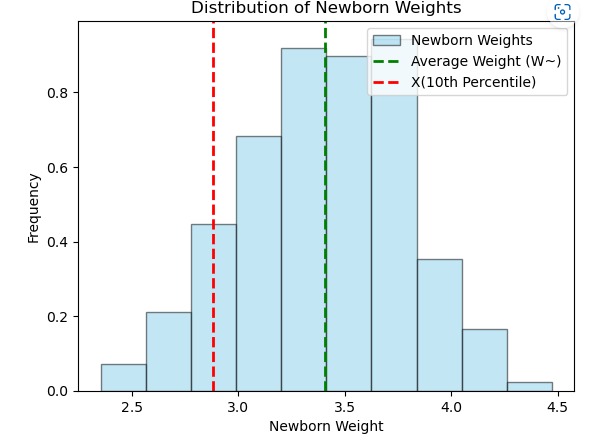 Distribution of Newborn Weights
Newborn Weights
Average Weight (W~)
X(10th Percentile)
Frequency
0.8
0.6
0.4
0.2
0.0
2.5 3.0 3.5 4.0 4.5
Newborn Weight